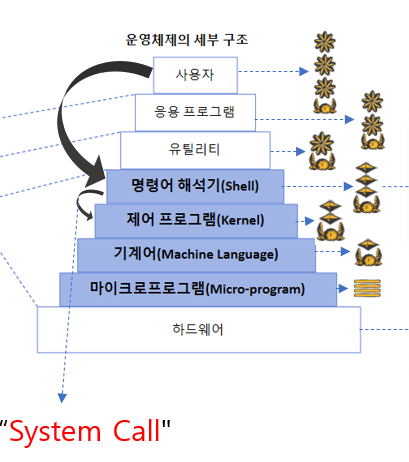 운영체제의 세부 구조
사용자
응용 프로그램
유틸리티
명령어 해석기(Shell)
제어 프로그램(Kernel)
기계어(Machine Language)
마이크로프로그램(Micro-program)
하드웨어
“System Call"